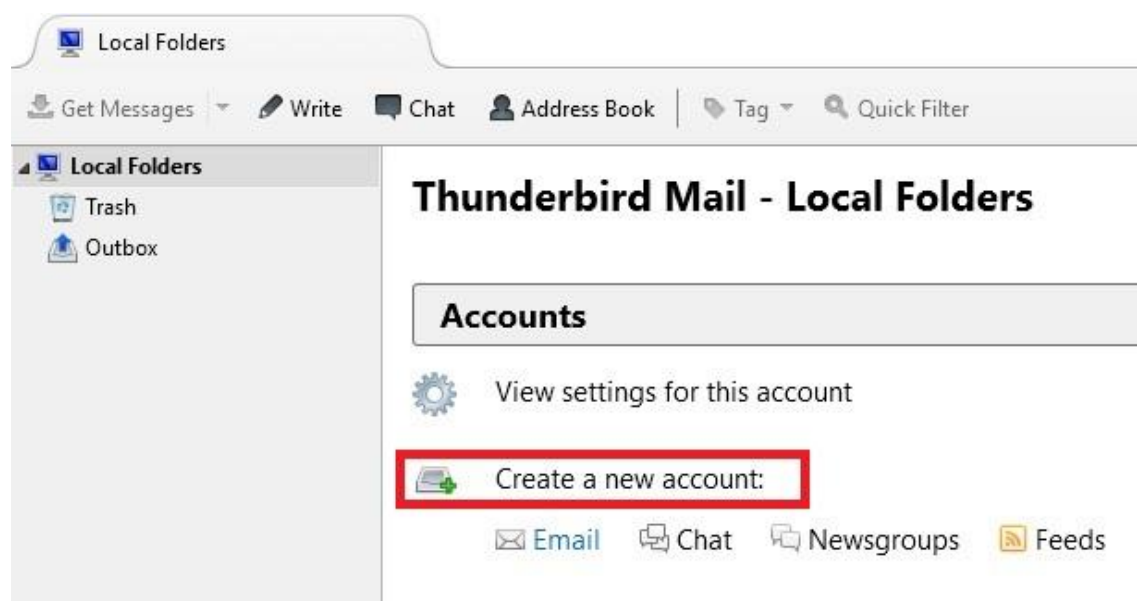 Local Folders
Get Messages Write Chat Address Book Tag Quick Filter
Local Folders
Trash
Outbox
Thunderbird Mail - Local Folders
Accounts
View settings for this account
Create a new account:
Email Chat Newsgroups Feeds